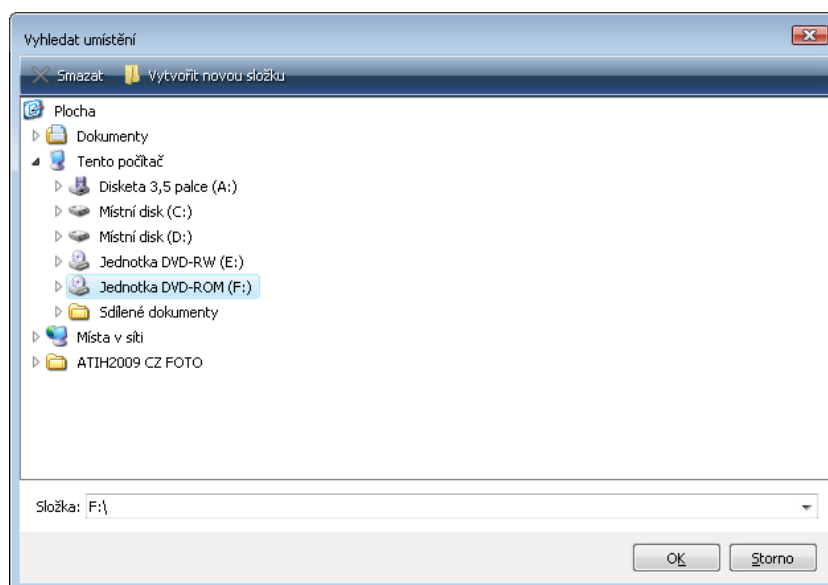 Vyhledat umístění
Smazat Vytvořit novou složku
Plocha
Dokumenty
Tento počítač
Disketa 3,5 palce (A:)
Místní disk (C:)
Místní disk (D:)
Jednotka DVD-RW (E:)
Jednotka DVD-ROM (F:)
Sdílené dokumenty
Místa v síti
ATIH2009 CZ FOTO
Složka: F:\
OK Storno